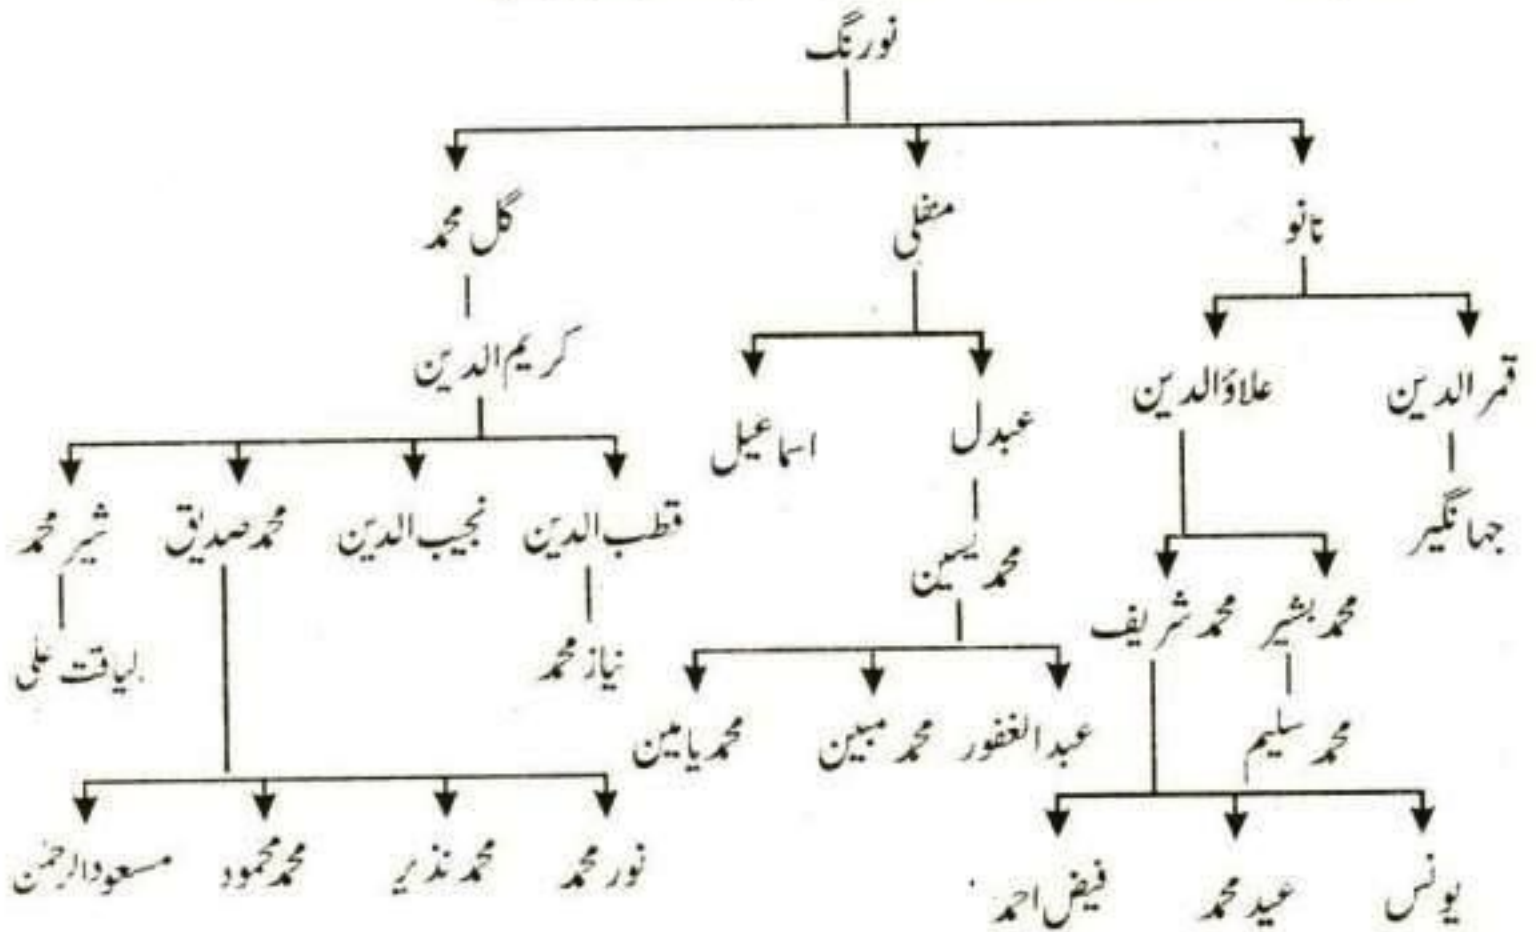 نورنگ
نانو منفلی گل محمد
کریم الدین
قمرالدین علاؤالدین
عبدل اسماعیل
جہانگیر
قطب الدین نجیب الدین محمد صدیق شیر محمد
محمد یسین
محمد بشیر محمد شریف
نیاز محمد لیاقت علی
محمد سلیم
عبدالغفور محمد مبین محمد یامین
نور محمد محمد نذیر محمد محمود مسعودالرحمٰن
یونس عید محمد فیض احمد